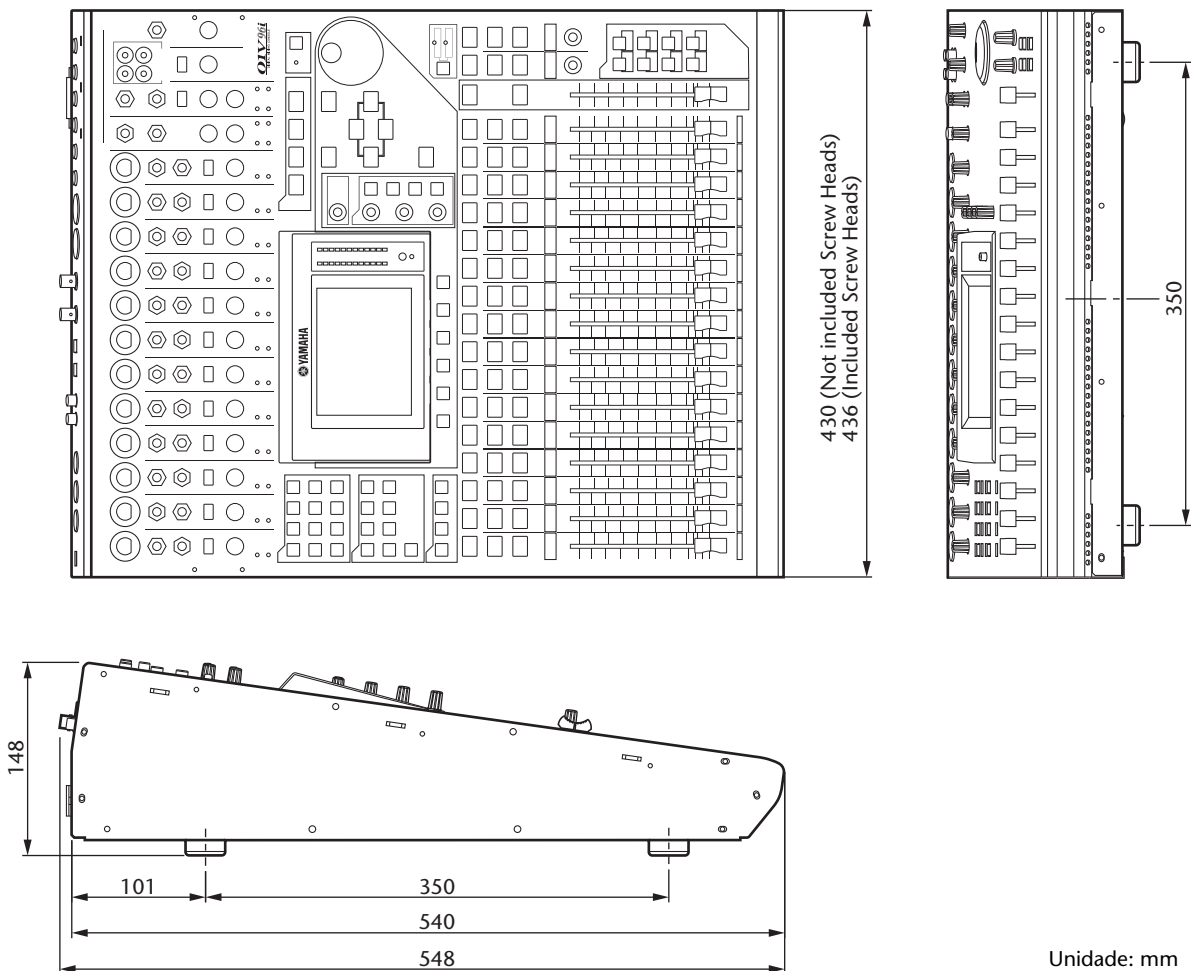 01V96i
YAMAHA
430 (Not included Screw Heads)
436 (Included Screw Heads)
350
148
101
350
540
548
Unidade: mm